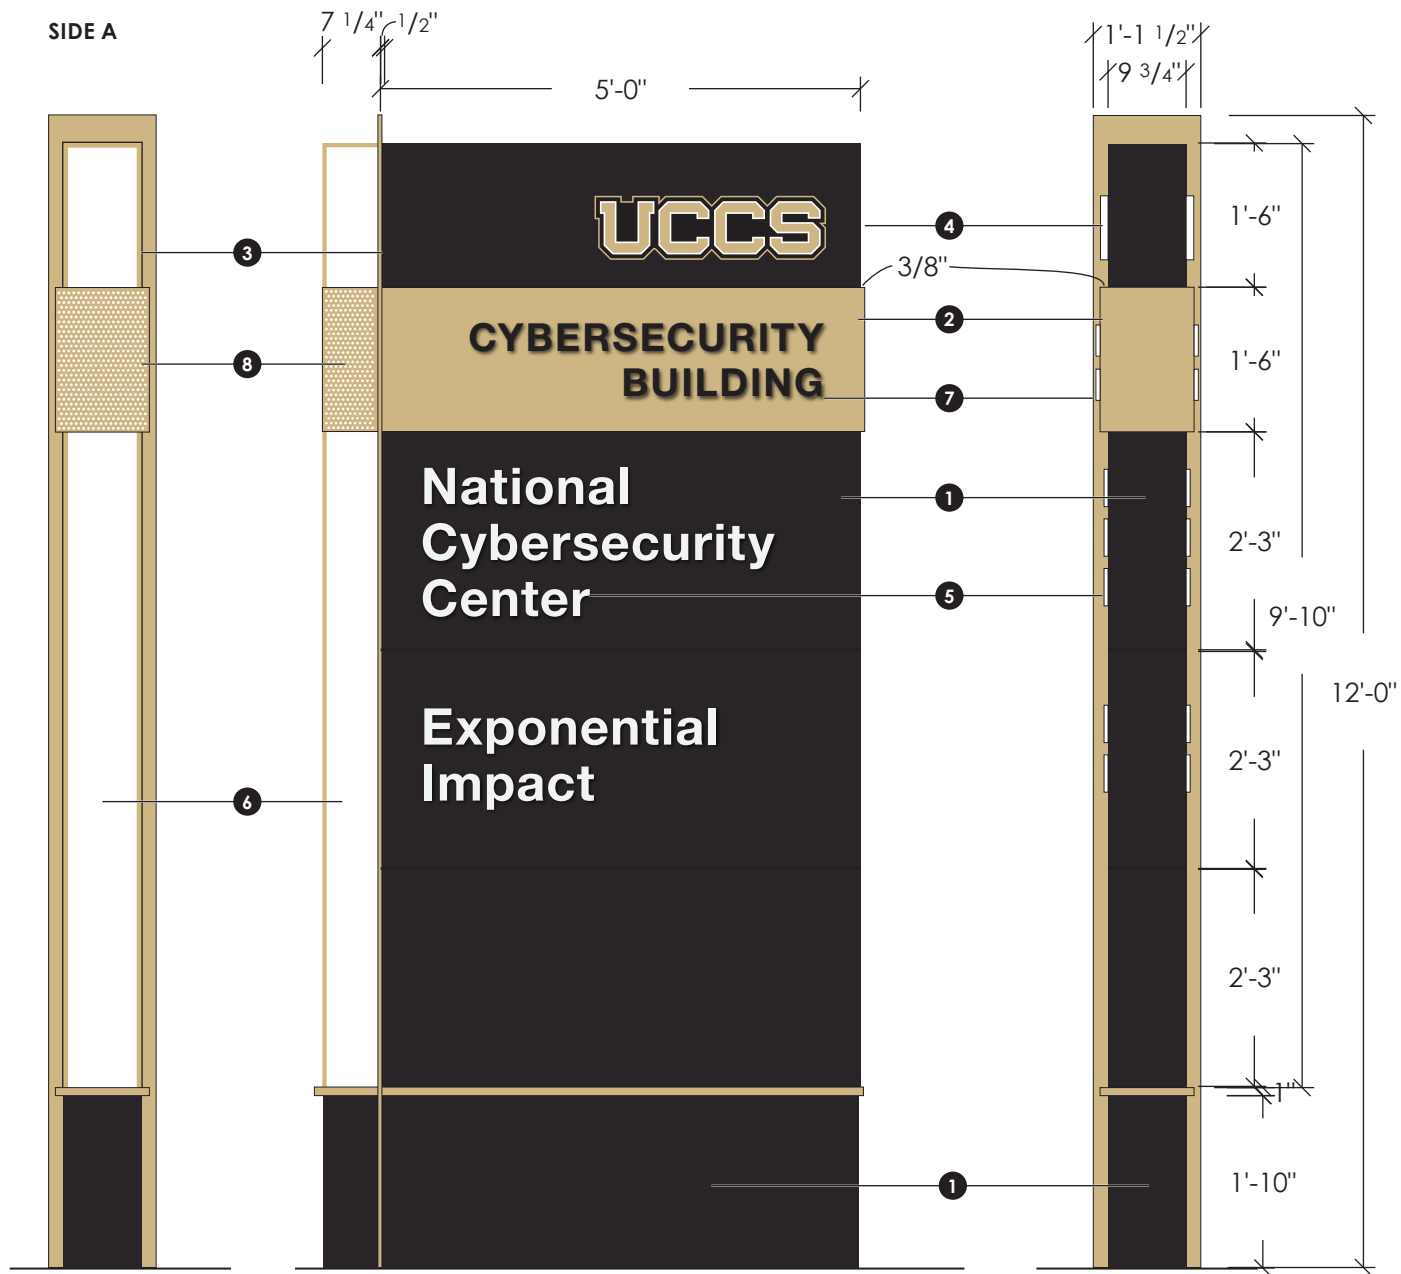 SIDE A
7 1/4"
1/2"
5'-0"
1'-1 1/2"
9 3/4"
UCCS
3
4
1'-6"
3/8"
2
CYBERSECURITY
BUILDING
8
1'-6"
7
National
Cybersecurity
Center
1
2'-3"
5
9'-10"
12'-0"
Exponential
Impact
6
2'-3"
2'-3"
1"
1
1'-10"